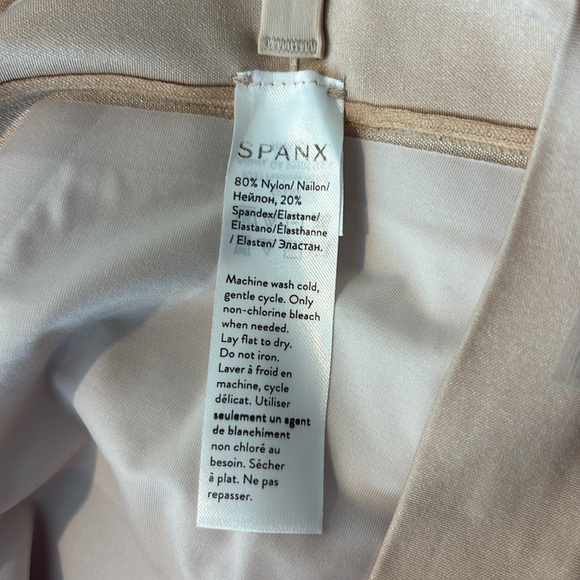 SPANX
80% Nylon/ Nailon/
Нейлон, 20%
Spandex/Elastane/
Elastano/Élasthanne
/ Elastan/ Эластан.
Machine wash cold,
gentle cycle. Only
non-chlorine bleach
when needed.
Lay flat to dry.
Do not iron.
Laver à froid en
machine, cycle
délicat. Utiliser
seulement un agent
de blanchiment
non chloré au
besoin. Sécher
à plat. Ne pas
repasser.